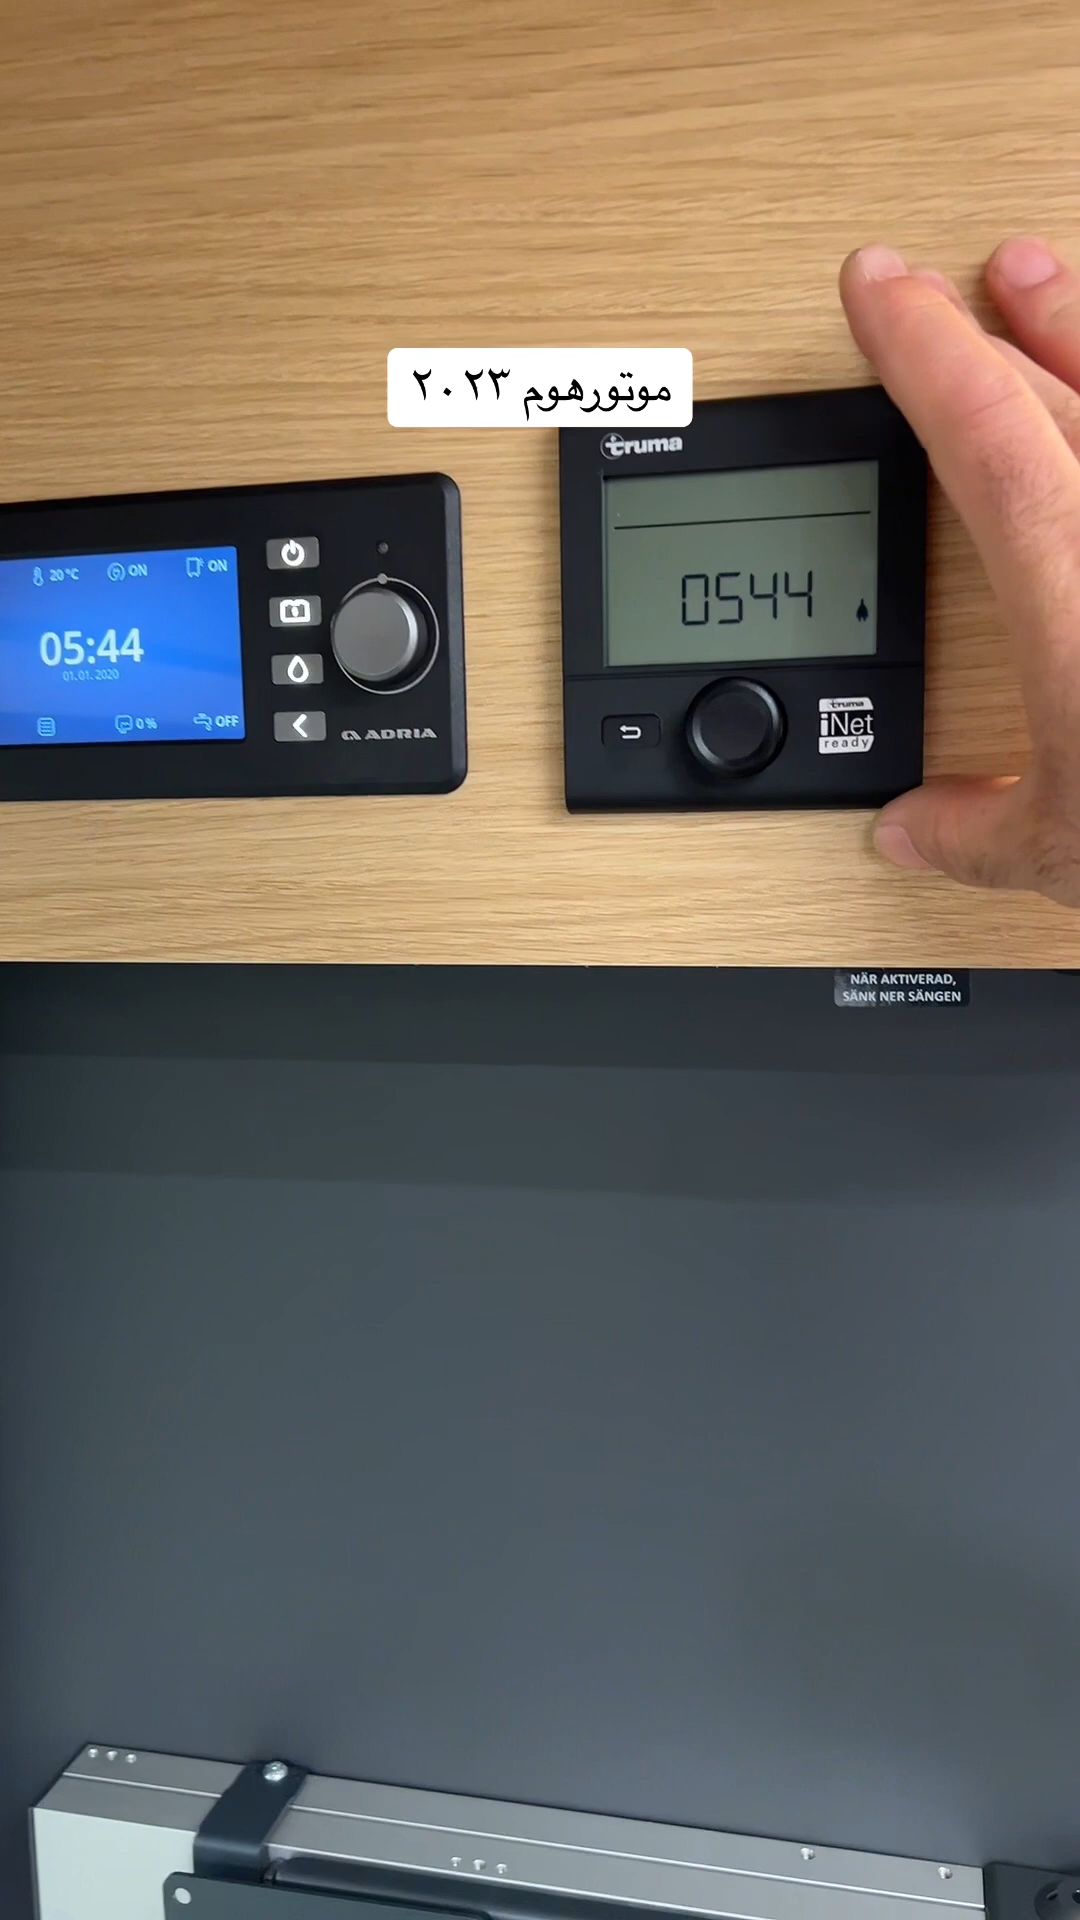 موتورهوم ۲۰۲۳
truma
20°C ON ON
05:44
01.01.2020
0% OFF
ADRIA
0544
truma
iNet
ready
NÄR AKTIVERAD,
SÄNK NER SÄNGEN